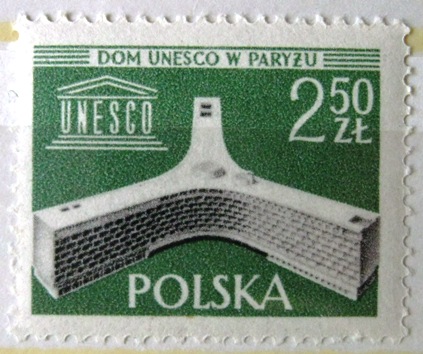 DOM UNESCO W PARYŻU
UNESCO
2.50
ZŁ
POLSKA